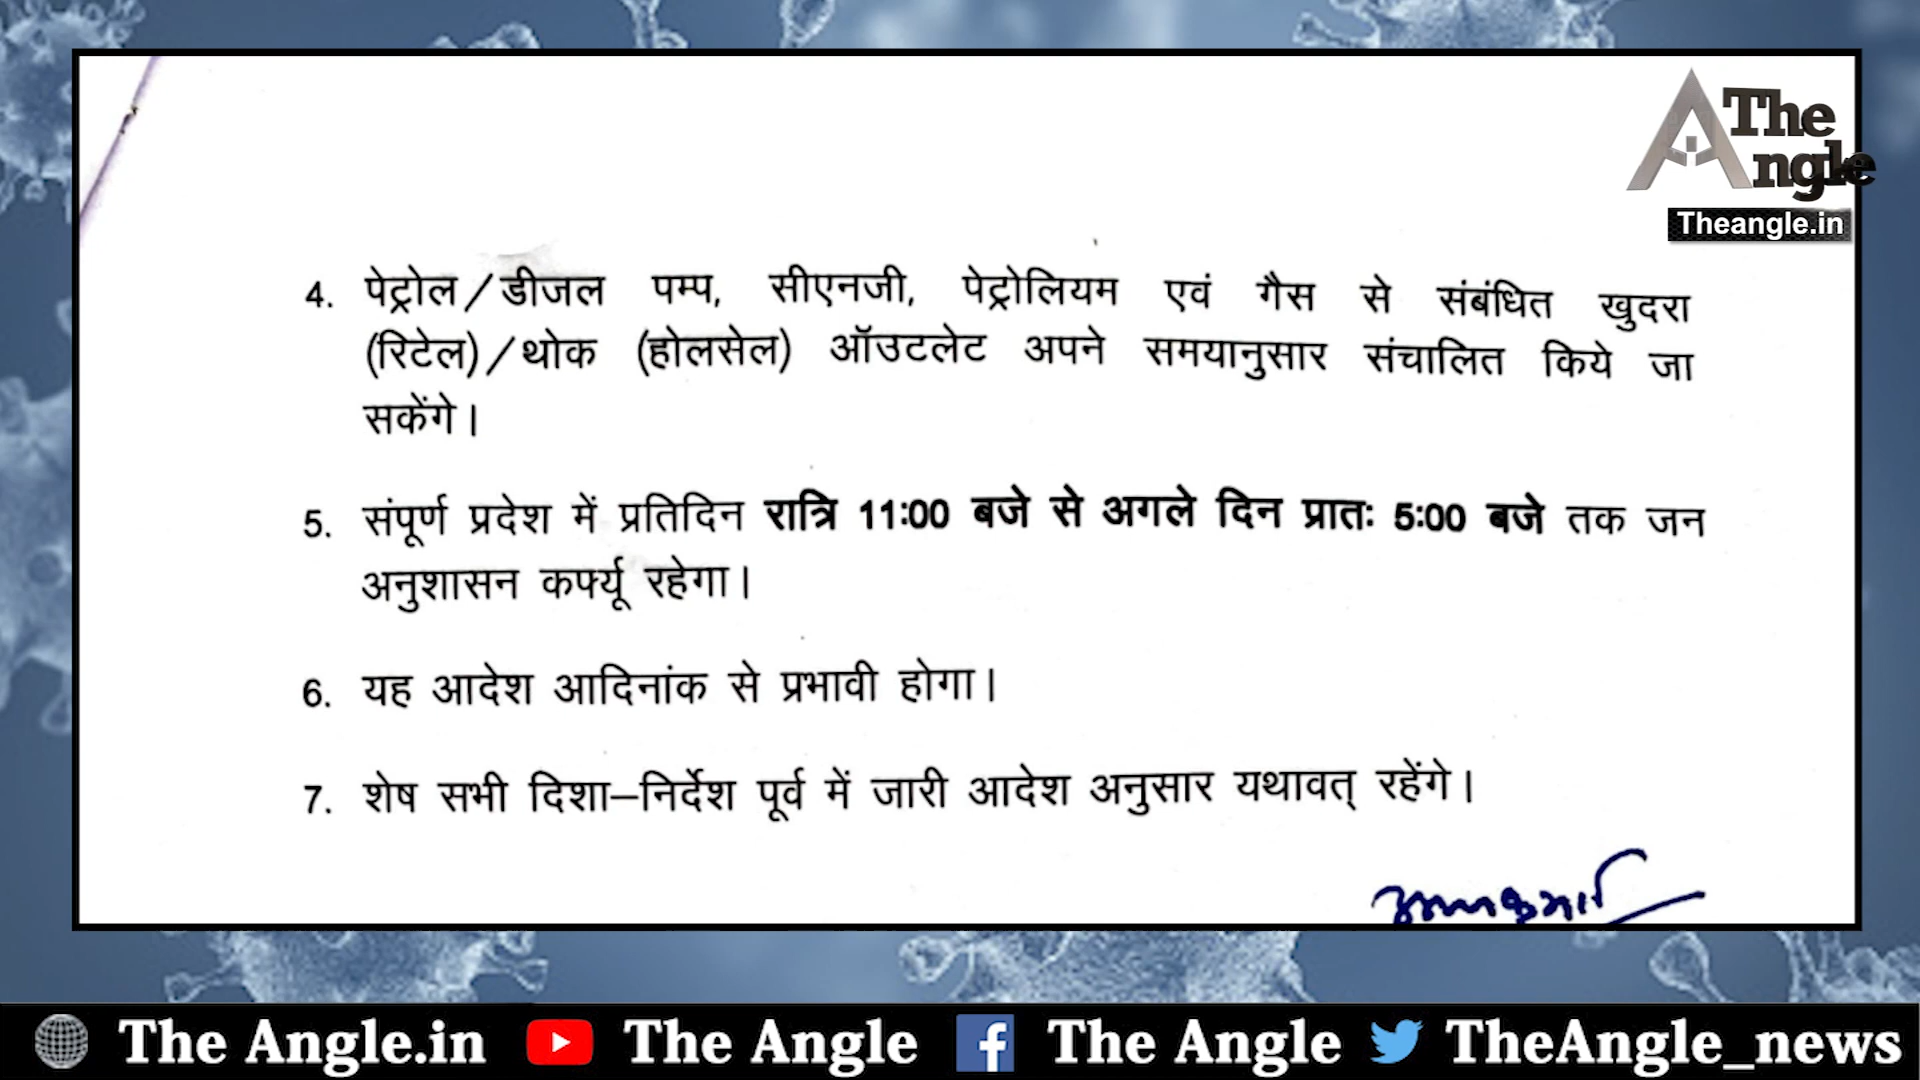 The
Angle
Theangle.in
4. पेट्रोल/डीजल पम्प, सीएनजी, पेट्रोलियम एवं गैस से संबंधित खुदरा
(रिटेल)/थोक (होलसेल) ऑउटलेट अपने समयानुसार संचालित किये जा
सकेंगे।
5. संपूर्ण प्रदेश में प्रतिदिन रात्रि 11:00 बजे से अगले दिन प्रातः 5:00 बजे तक जन
अनुशासन कर्फ्यू रहेगा।
6. यह आदेश आदिनांक से प्रभावी होगा।
7. शेष सभी दिशा–निर्देश पूर्व में जारी आदेश अनुसार यथावत् रहेंगे।
The Angle.in The Angle The Angle TheAngle_news